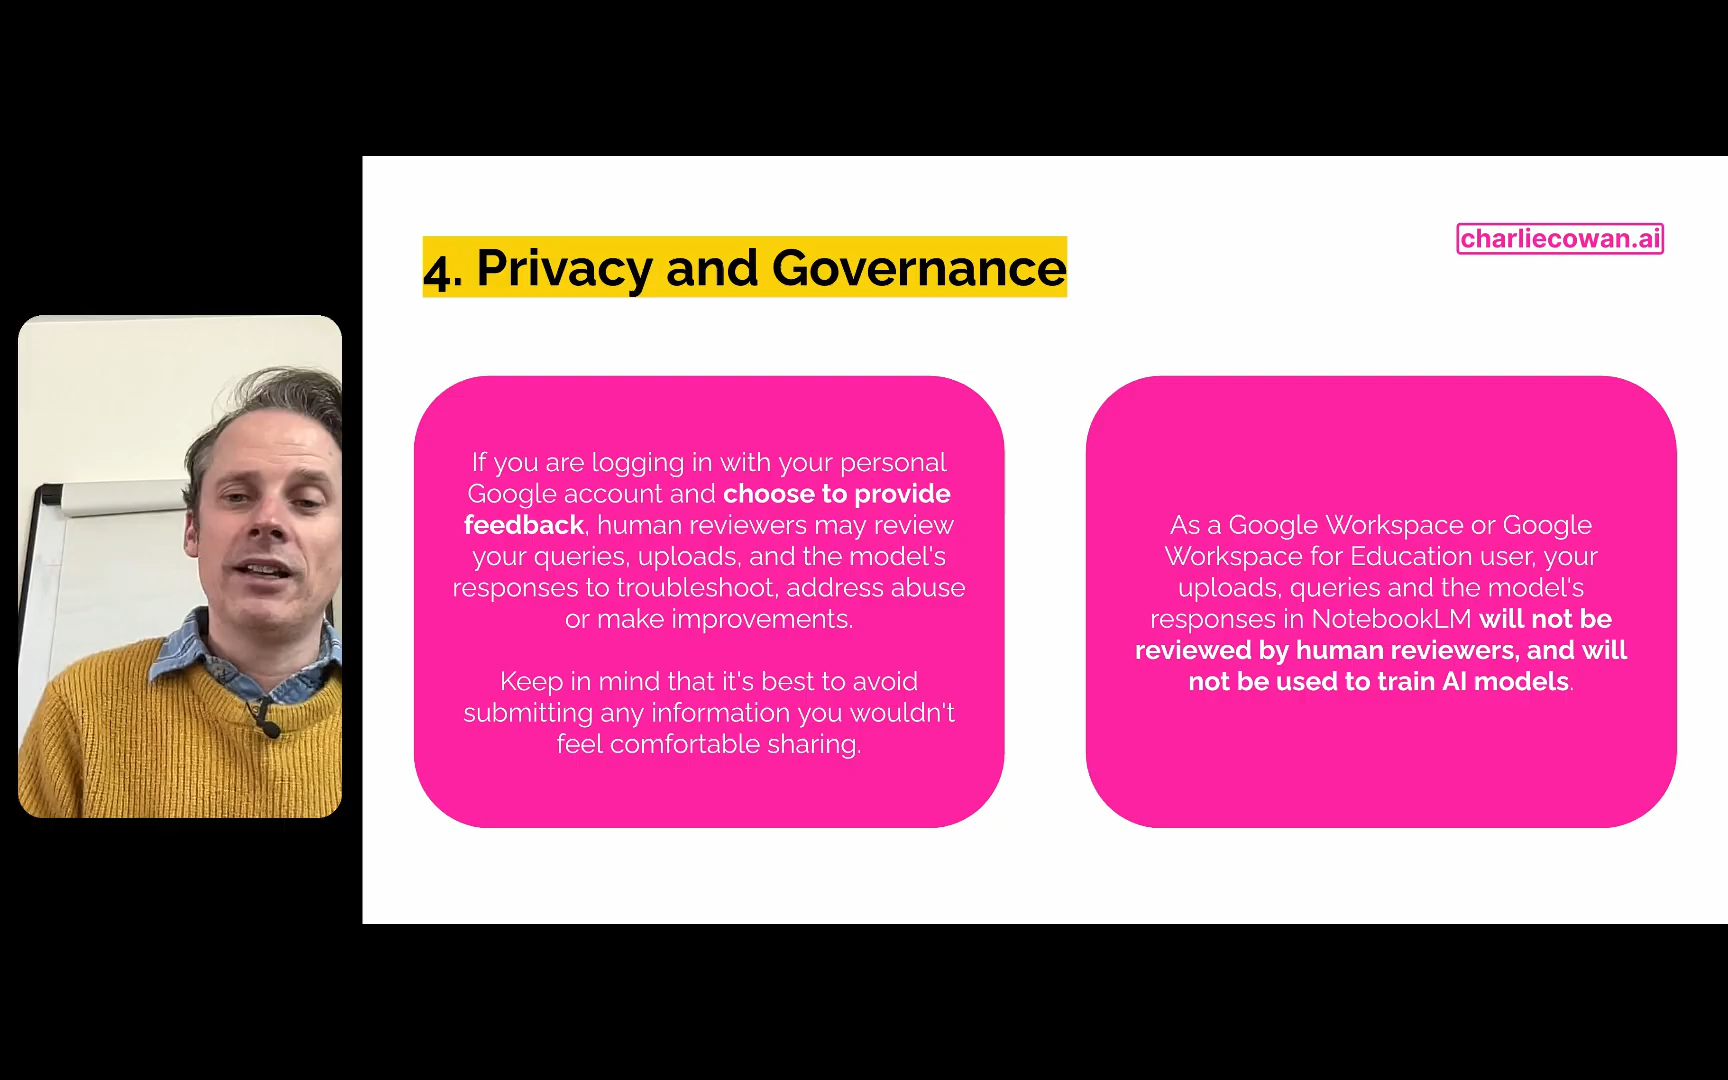 charliecowan.ai
4. Privacy and Governance
If you are logging in with your personal
Google account and choose to provide
feedback, human reviewers may review
your queries, uploads, and the model's
responses to troubleshoot, address abuse
or make improvements.
Keep in mind that it's best to avoid
submitting any information you wouldn't
feel comfortable sharing.
As a Google Workspace or Google
Workspace for Education user, your
uploads, queries and the model's
responses in NotebookLM will not be
reviewed by human reviewers, and will
not be used to train AI models.